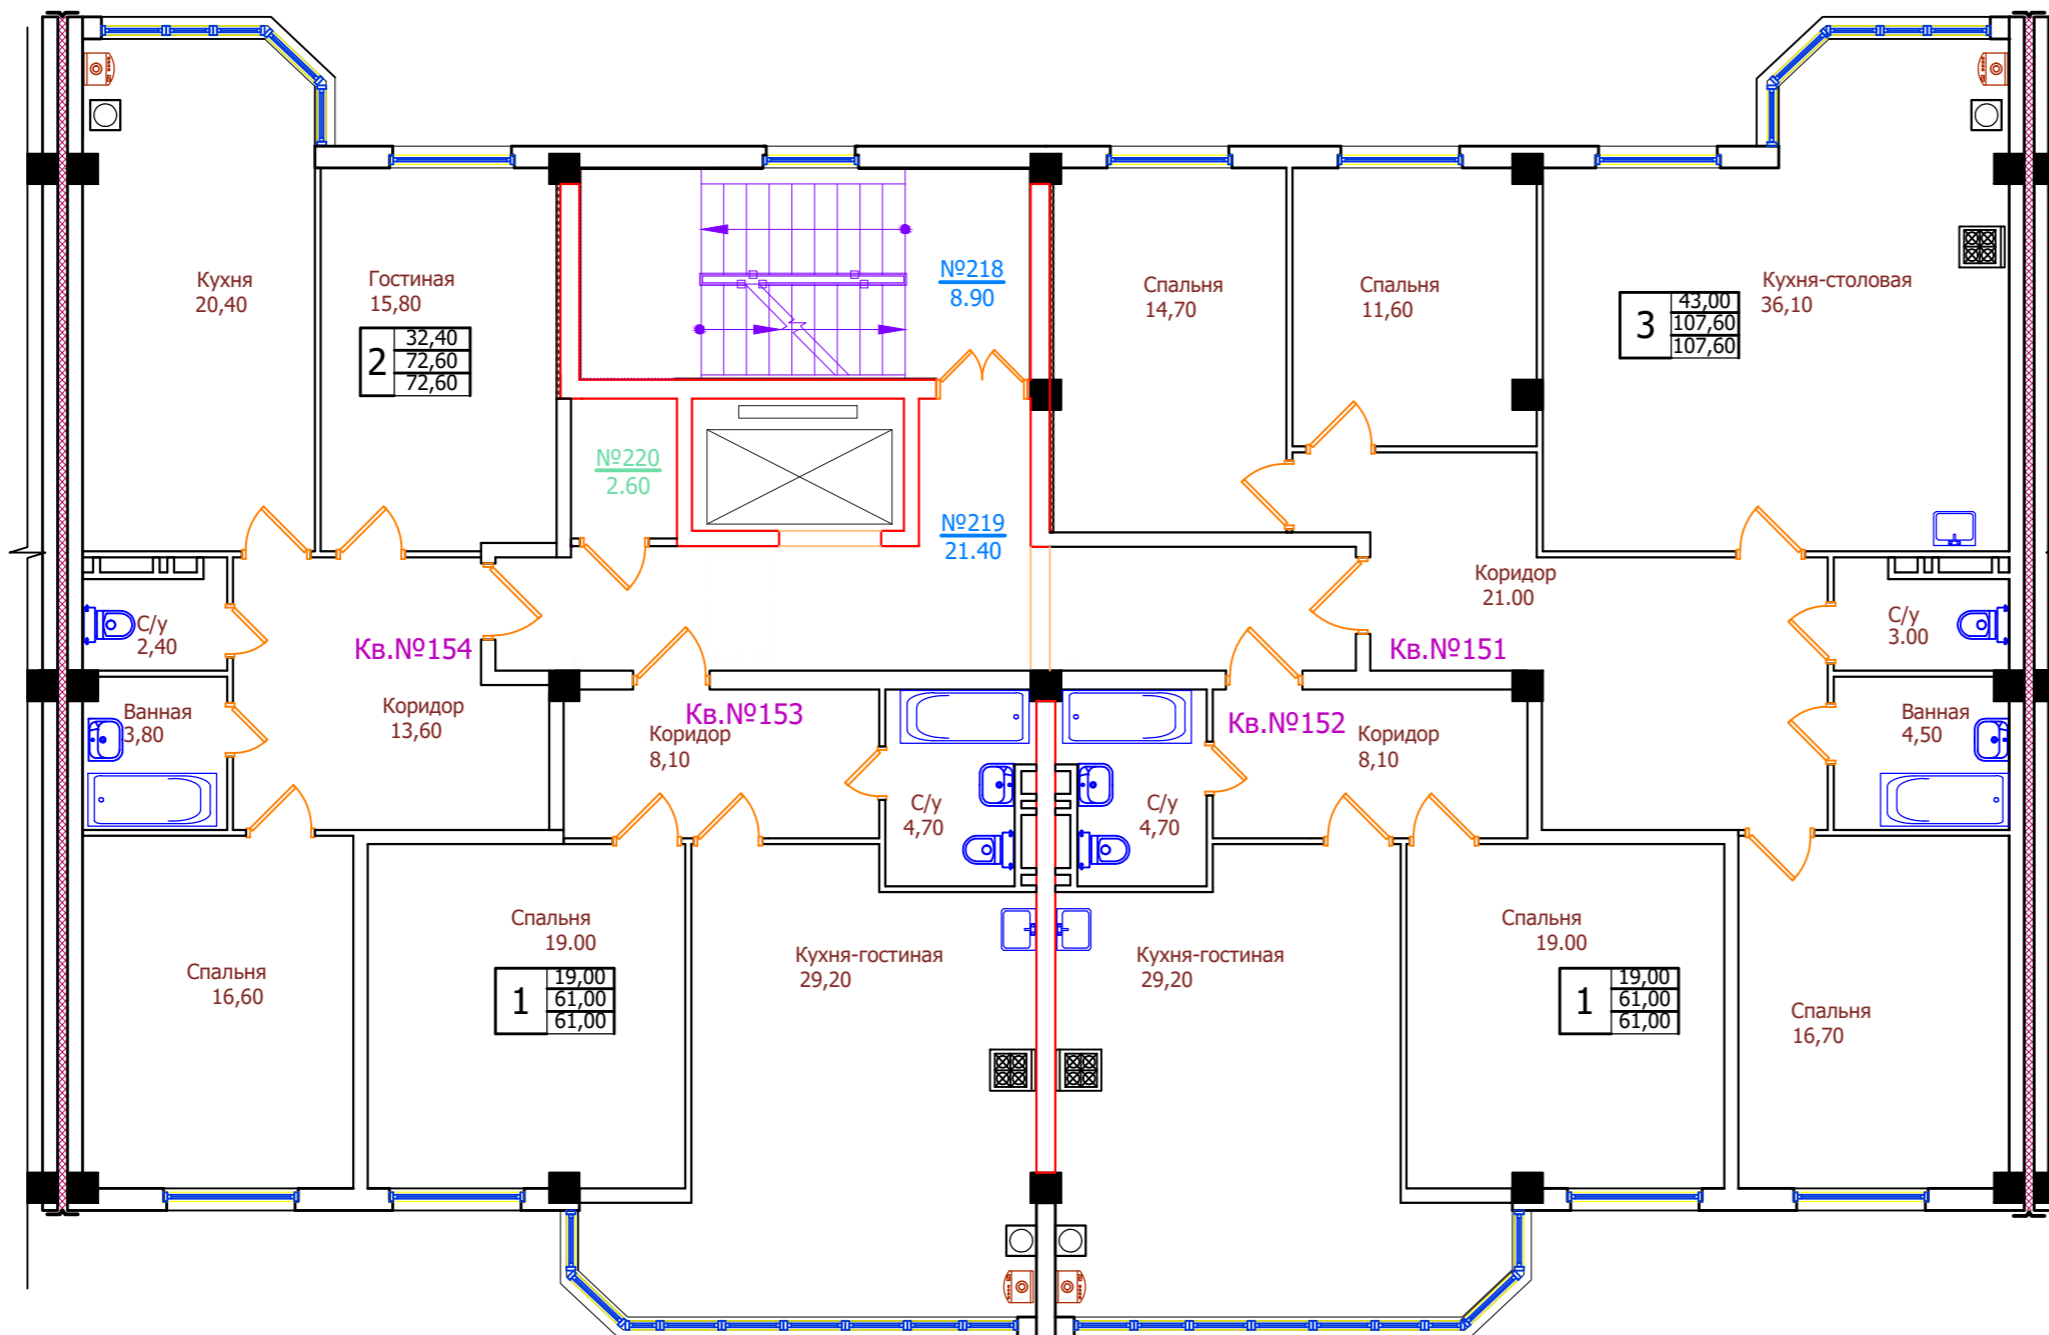 Кухня
20,40
Гостиная
15,80
2
32,40
72,60
72,60
№218
8.90
Спальня
14,70
Спальня
11,60
3
43,00
107,60
107,60
Кухня-столовая
36,10
№220
2.60
№219
21.40
С/у
2,40
Кв.№154
Коридор
13,60
Ванная
3,80
Кв.№153
Коридор
8,10
С/у
4,70
С/у
4,70
Кв.№152
Коридор
8,10
Кв.№151
Коридор
21.00
С/у
3.00
Ванная
4,50
Спальня
16,60
Спальня
19.00
1
19,00
61,00
61,00
Кухня-гостиная
29,20
Кухня-гостиная
29,20
Спальня
19.00
1
19,00
61,00
61,00
Спальня
16,70